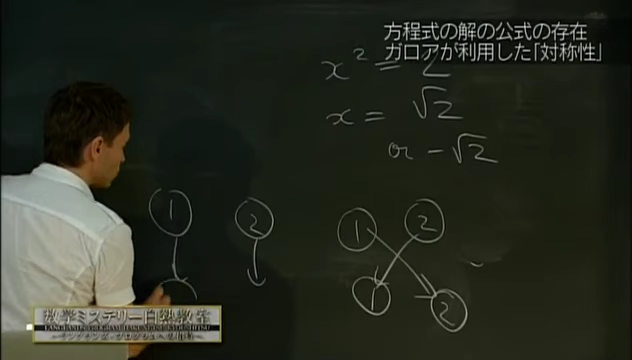 方程式の解の公式の存在
ガロアが利用した「対称性」
x² = 2
x = √2
or -√2
1 2 1 2
1 2
数学ミステリー白熱教室